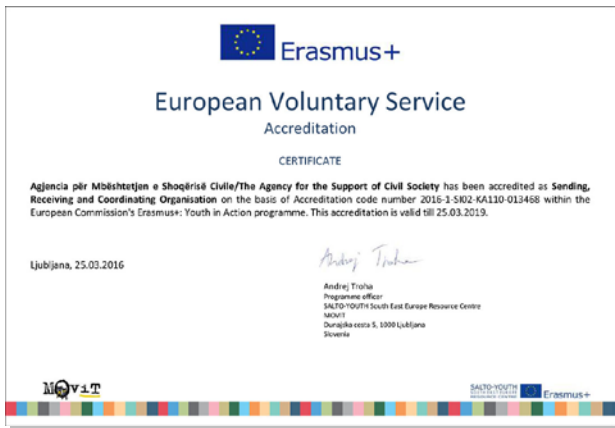 Erasmus+
European Voluntary Service
Accreditation
CERTIFICATE
Agjencia për Mbështetjen e Shoqërisë Civile/The Agency for the Support of Civil Society has been accredited as Sending,
Receiving and Coordinating Organisation on the basis of Accreditation code number 2016-1-SI02-KA110-013468 within the
European Commission's Erasmus+: Youth in Action programme. This accreditation is valid till 25.03.2019.
Ljubljana, 25.03.2016
Andrej Troha
Andrej Troha
Programme officer
SALTO-YOUTH South East Europe Resource Centre
MOVIT
Dunajska cesta 5, 1000 Ljubljana
Slovenia
MOViT
SALTO-YOUTH
Erasmus+